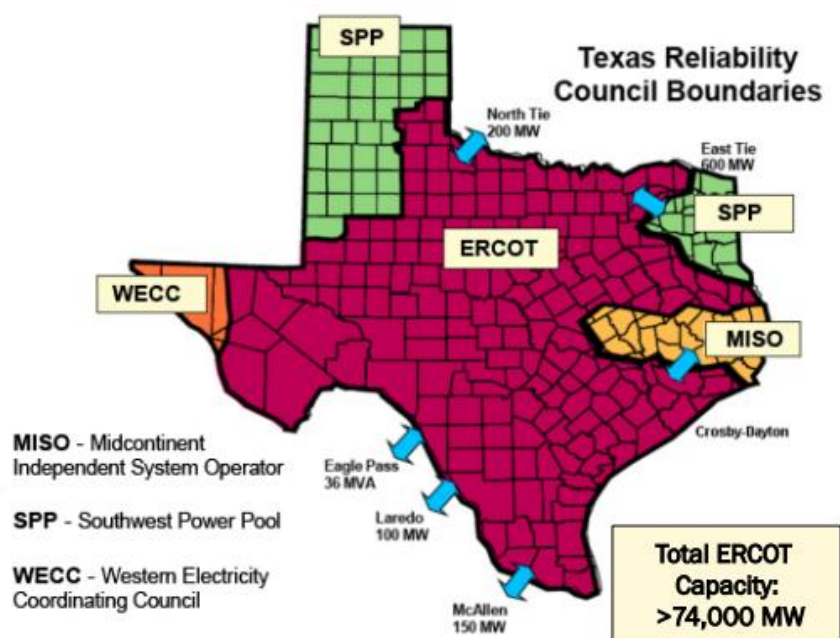 SPP
Texas Reliability
Council Boundaries
North Tie
200 MW
East Tie
600 MW
SPP
ERCOT
WECC
MISO
Crosby-Dayton
MISO - Midcontinent
Independent System Operator
SPP - Southwest Power Pool
WECC - Western Electricity
Coordinating Council
Eagle Pass
36 MVA
Laredo
100 MW
McAllen
150 MW
Total ERCOT
Capacity:
>74,000 MW